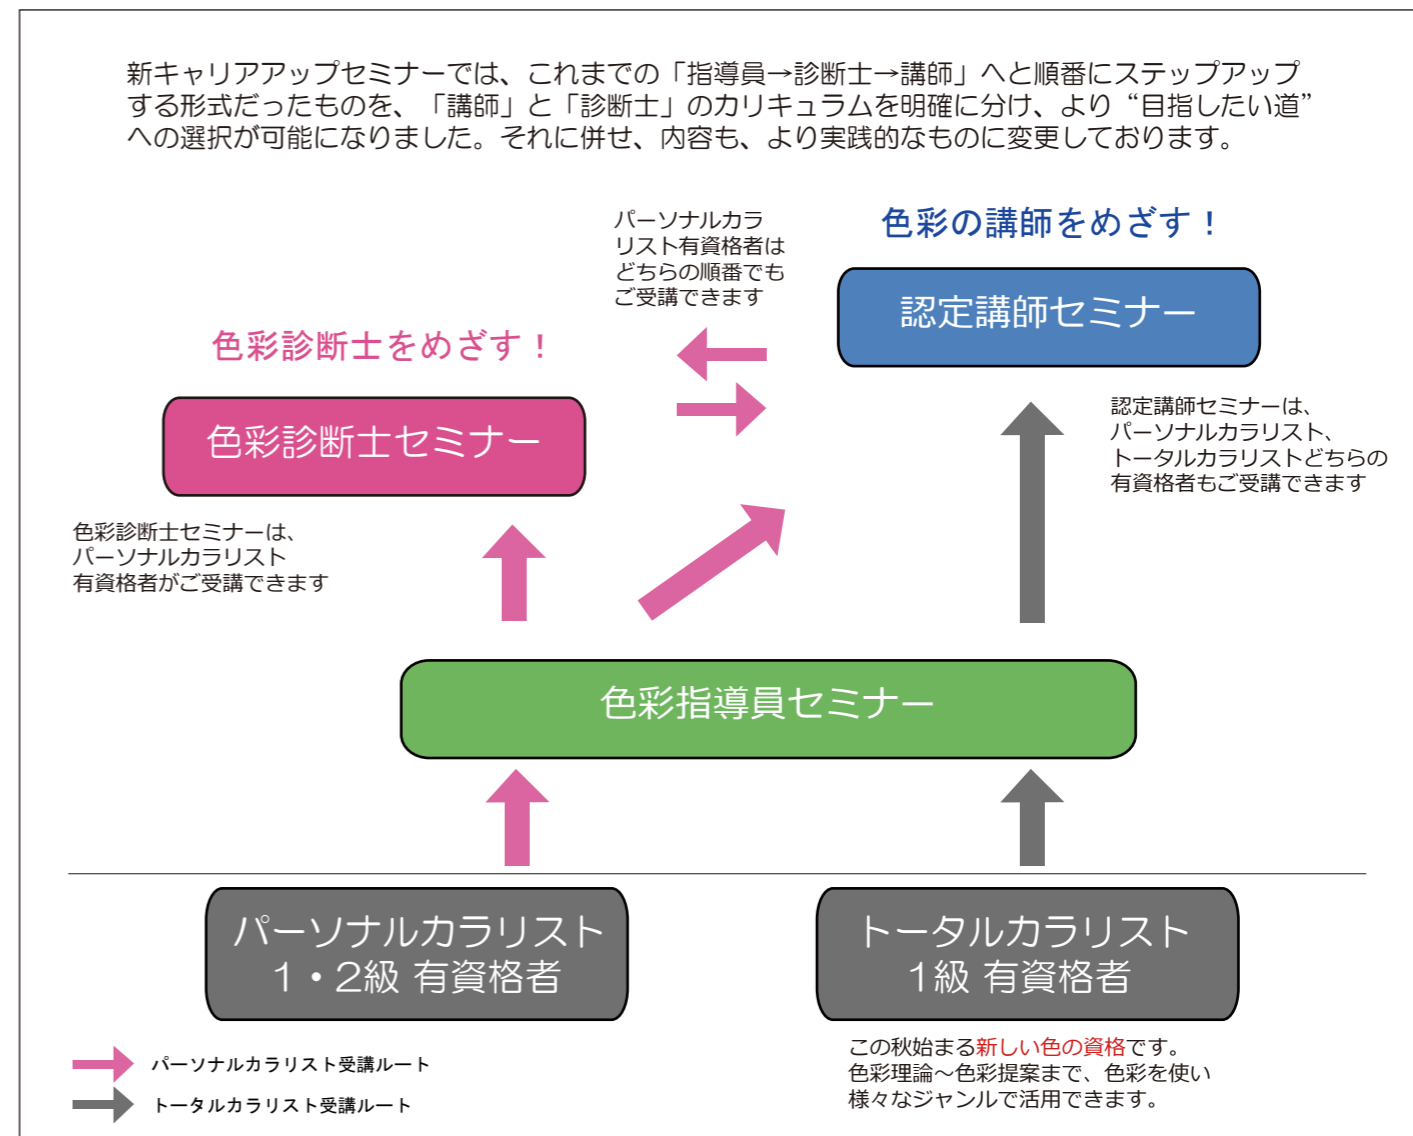 新キャリアアップセミナーでは、これまでの「指導員→診断士→講師」へと順番にステップアップ
する形式だったものを、「講師」と「診断士」のカリキュラムを明確に分け、より“目指したい道”
への選択が可能になりました。それに併せ、内容も、より実践的なものに変更しております。
パーソナルカラ
リスト有資格者は
どちらの順番でも
ご受講できます
色彩の講師をめざす！
認定講師セミナー
色彩診断士をめざす！
色彩診断士セミナー
認定講師セミナーは、
パーソナルカラリスト、
トータルカラリストどちらの
有資格者もご受講できます
色彩診断士セミナーは、
パーソナルカラリスト
有資格者がご受講できます
色彩指導員セミナー
パーソナルカラリスト
1・2級 有資格者
トータルカラリスト
1級 有資格者
パーソナルカラリスト受講ルート
トータルカラリスト受講ルート
この秋始まる新しい色の資格です。
色彩理論～色彩提案まで、色彩を使い
様々なジャンルで活用できます。